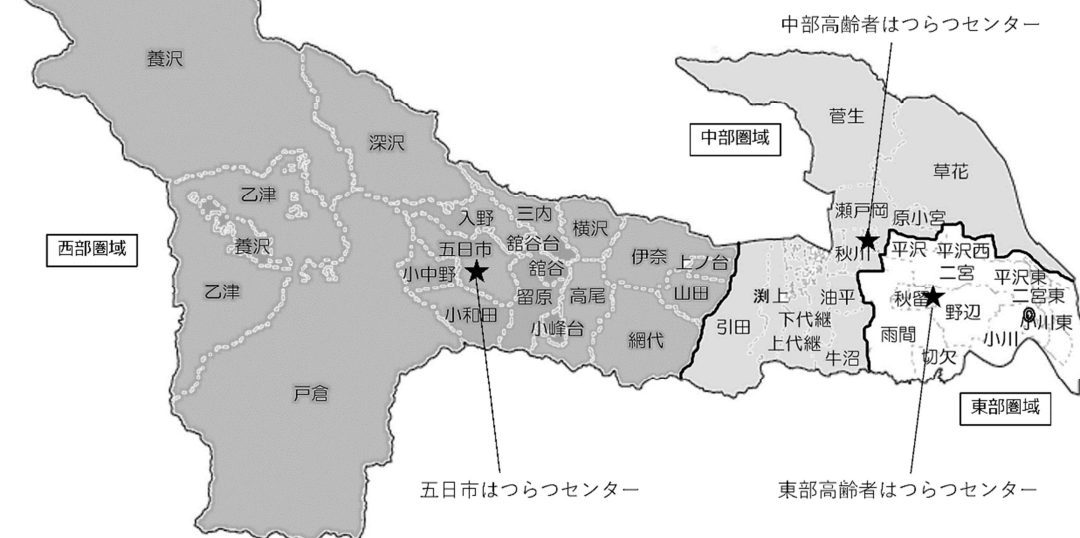 中部高齢者はつらつセンター
養沢
菅生
中部圏域
深沢
草花
乙津
瀬戸岡
原小宮
入野
三内
横沢
西部圏域
養沢
五日市
舘谷台
伊奈
上ノ台
秋川
平沢
平沢西
小中野
舘谷
二宮
平沢東
乙津
留原
高尾
山田
渕上
油平
秋留
二宮東
小和田
小峰台
引田
下代継
野辺
小川東
網代
上代継
雨間
小川
牛沼
切欠
戸倉
東部圏域
五日市はつらつセンター
東部高齢者はつらつセンター